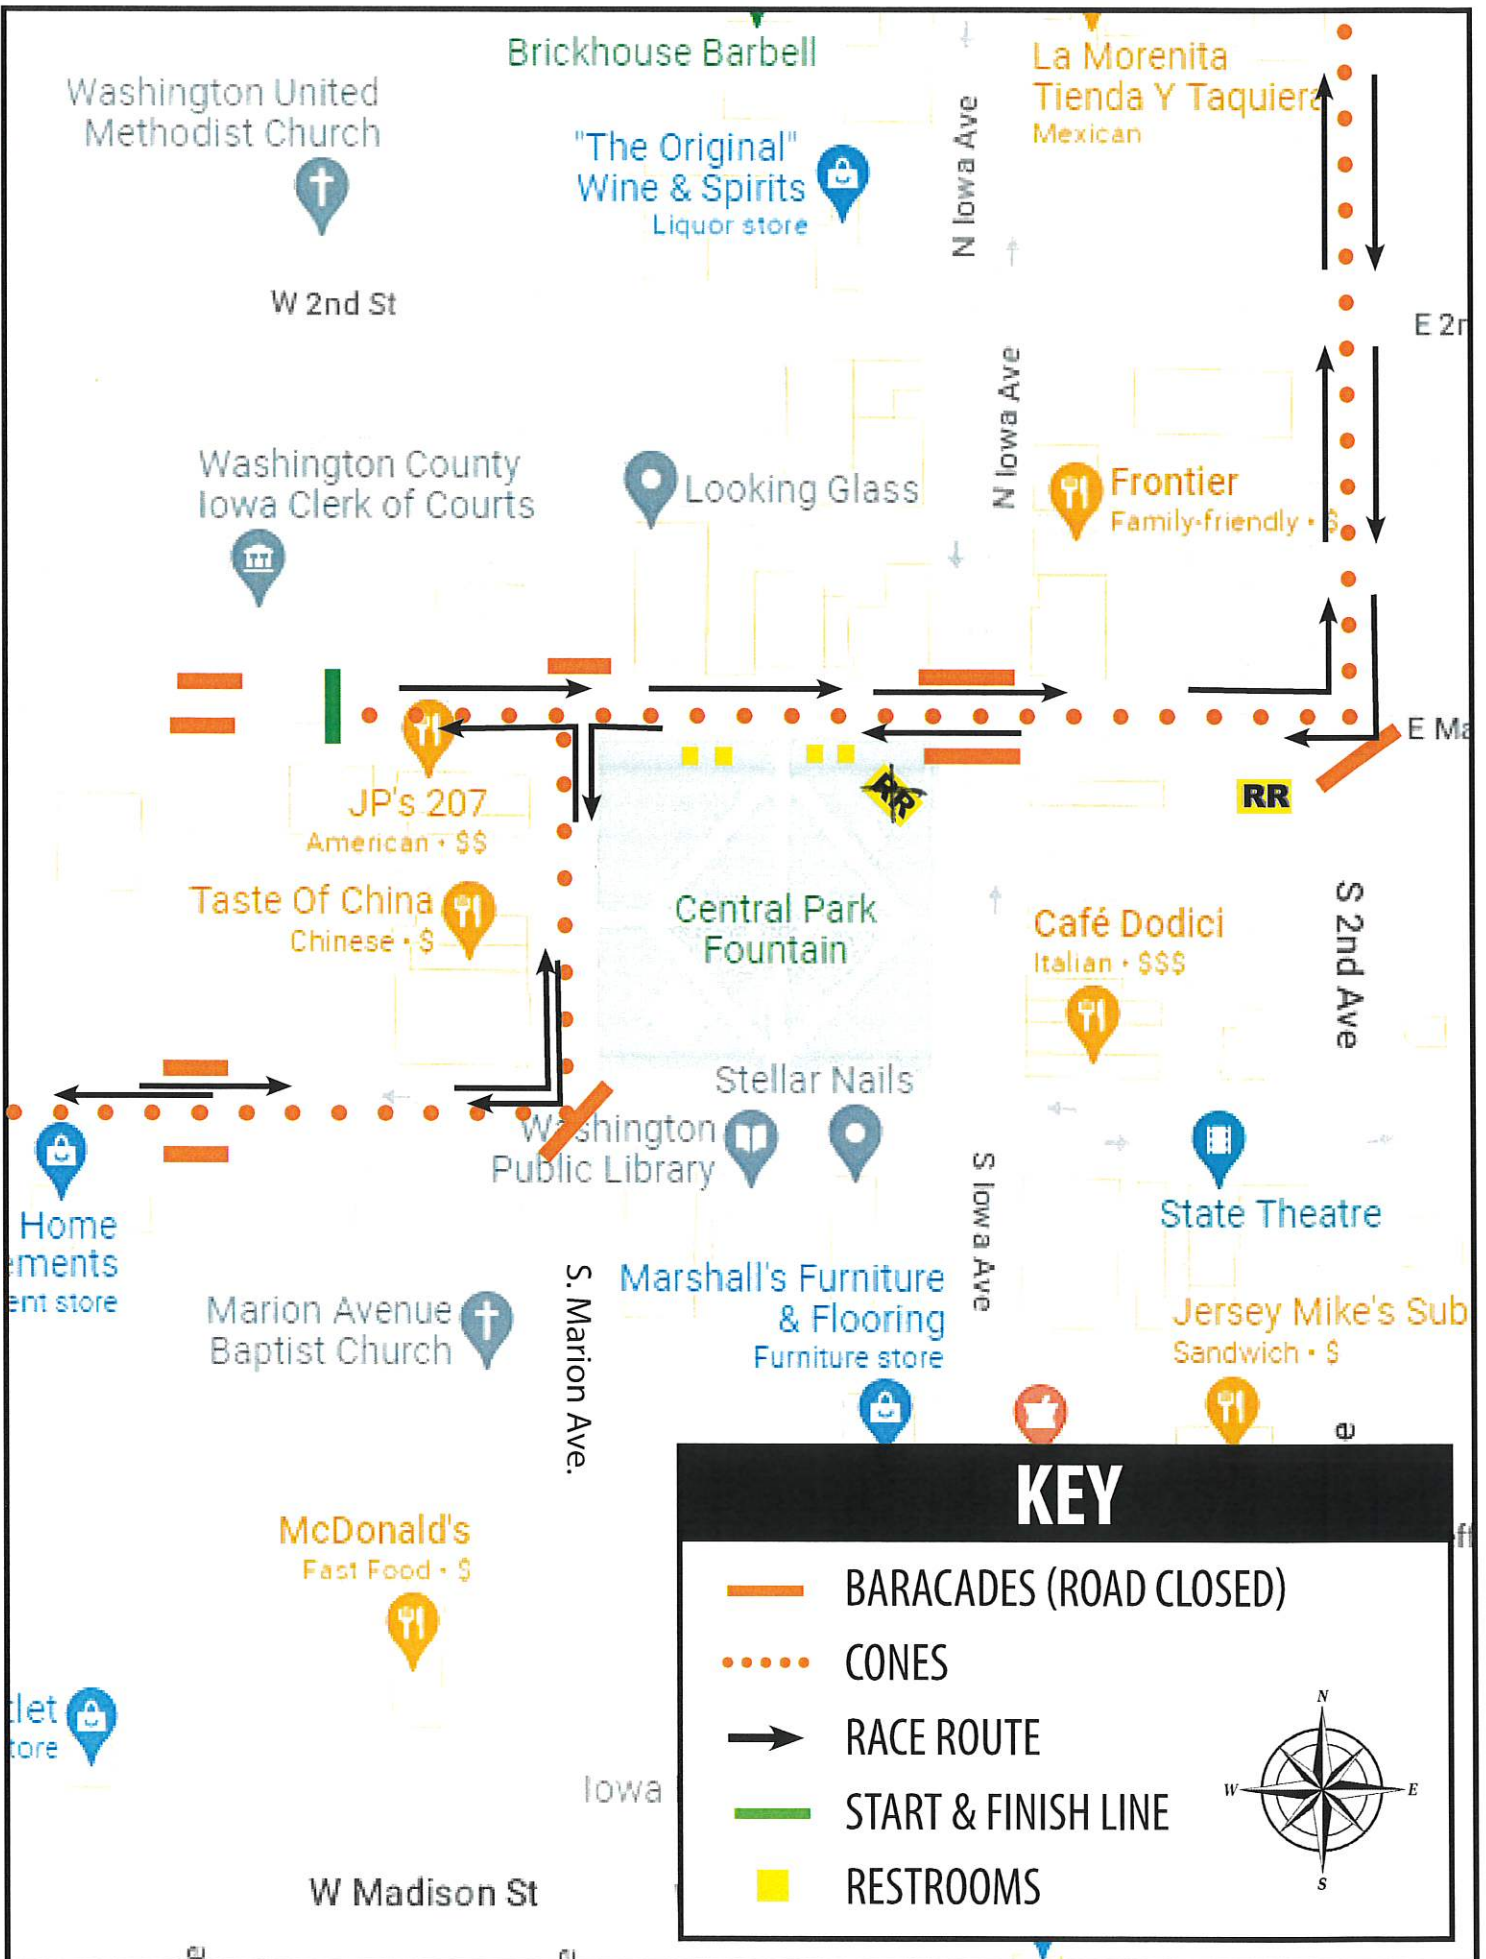 Brickhouse Barbell
La Morenita
Tienda Y Taquiera
Mexican
Washington United
Methodist Church
"The Original"
Wine & Spirits
Liquor store
N Iowa Ave
W 2nd St
E 2r
N Iowa Ave
Washington County
Iowa Clerk of Courts
Looking Glass
Frontier
Family-friendly • $
E Ma
RR
RR
JP's 207
American • $$
Taste Of China
Chinese • $
Central Park
Fountain
Café Dodici
Italian • $$$
S 2nd Ave
Stellar Nails
Washington
Public Library
S Iowa Ave
State Theatre
Home
ements
ent store
Marion Avenue
Baptist Church
S. Marion Ave.
Marshall's Furniture
& Flooring
Furniture store
Jersey Mike's Sub
Sandwich • $
e
McDonald's
Fast Food • $
tlet
tore
Iowa
W Madison St
e
e
KEY
BARACADES (ROAD CLOSED)
CONES
RACE ROUTE
START & FINISH LINE
RESTROOMS
N
W
E
S